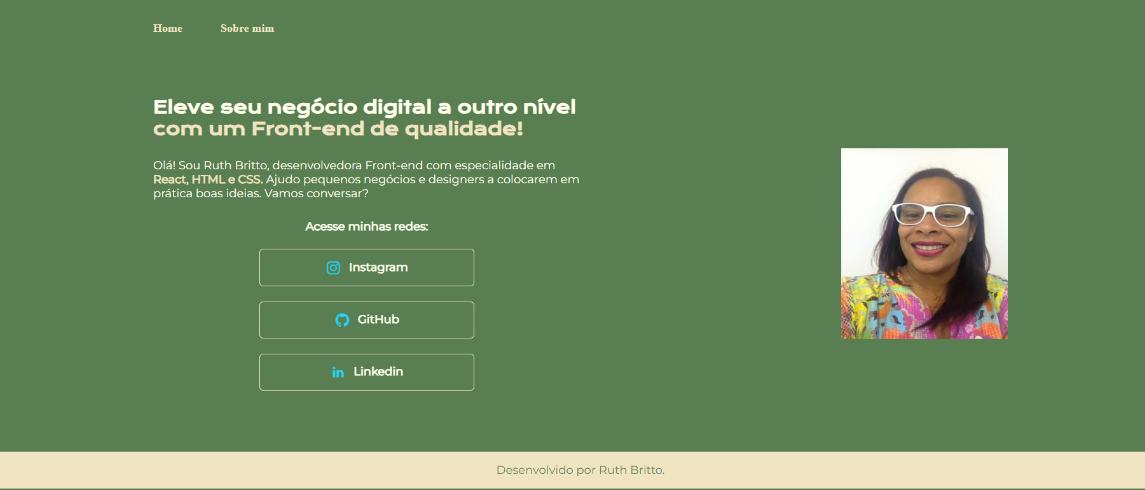 Home Sobre mim
Eleve seu negócio digital a outro nível
com um Front-end de qualidade!
Olá! Sou Ruth Britto, desenvolvedora Front-end com especialidade em
React, HTML e CSS. Ajudo pequenos negócios e designers a colocarem em
prática boas ideias. Vamos conversar?
Acesse minhas redes:
Instagram
GitHub
Linkedin
Desenvolvido por Ruth Britto.